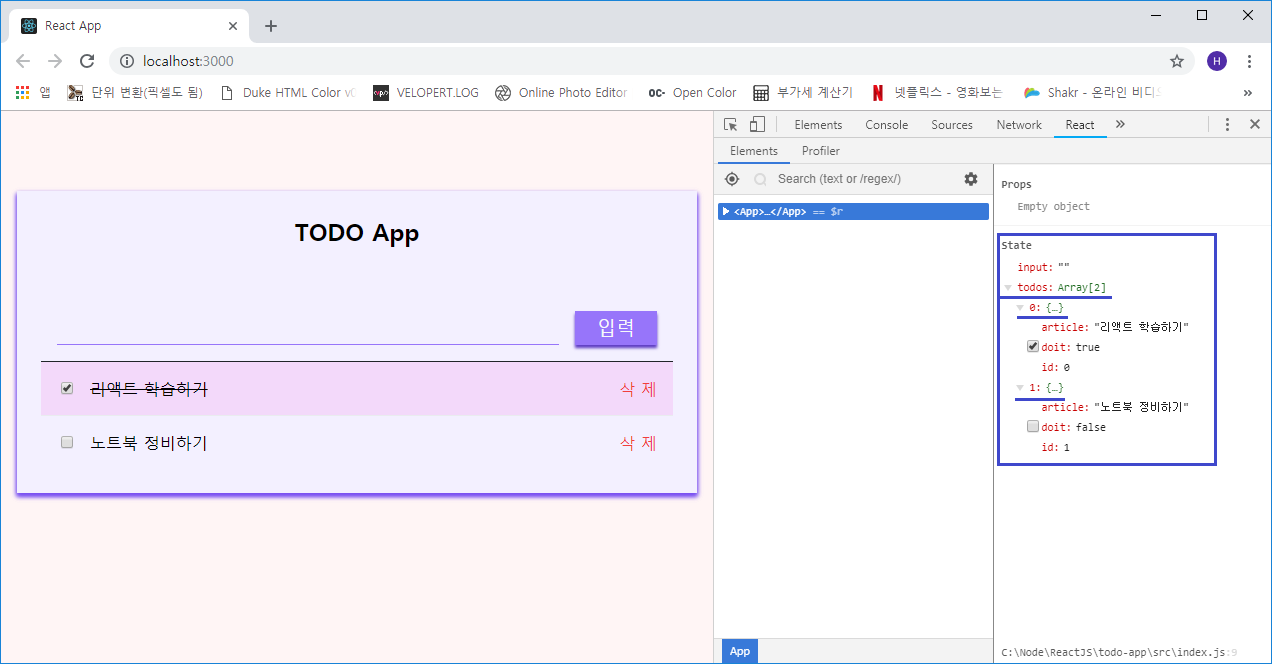 React App
localhost:3000
H
앱 단위 변환(픽셀도 됨) Duke HTML Color v VELOPERT.LOG Online Photo Editor OC- Open Color 부가세 계산기 넷플릭스 - 영화보는 Shakr - 온라인 비디 »
Elements Console Sources Network React »
Elements Profiler
Search (text or /regex/)
<App>…</App> == $r
App
Props
Empty object
State
input: ""
todos: Array[2]
0: {…}
article: "리액트 학습하기"
doit: true
id: 0
1: {…}
article: "노트북 정비하기"
doit: false
id: 1
C:\Node\ReactJS\todo-app\src\index.js:9
TODO App
입력
리액트 학습하기 삭 제
노트북 정비하기 삭 제